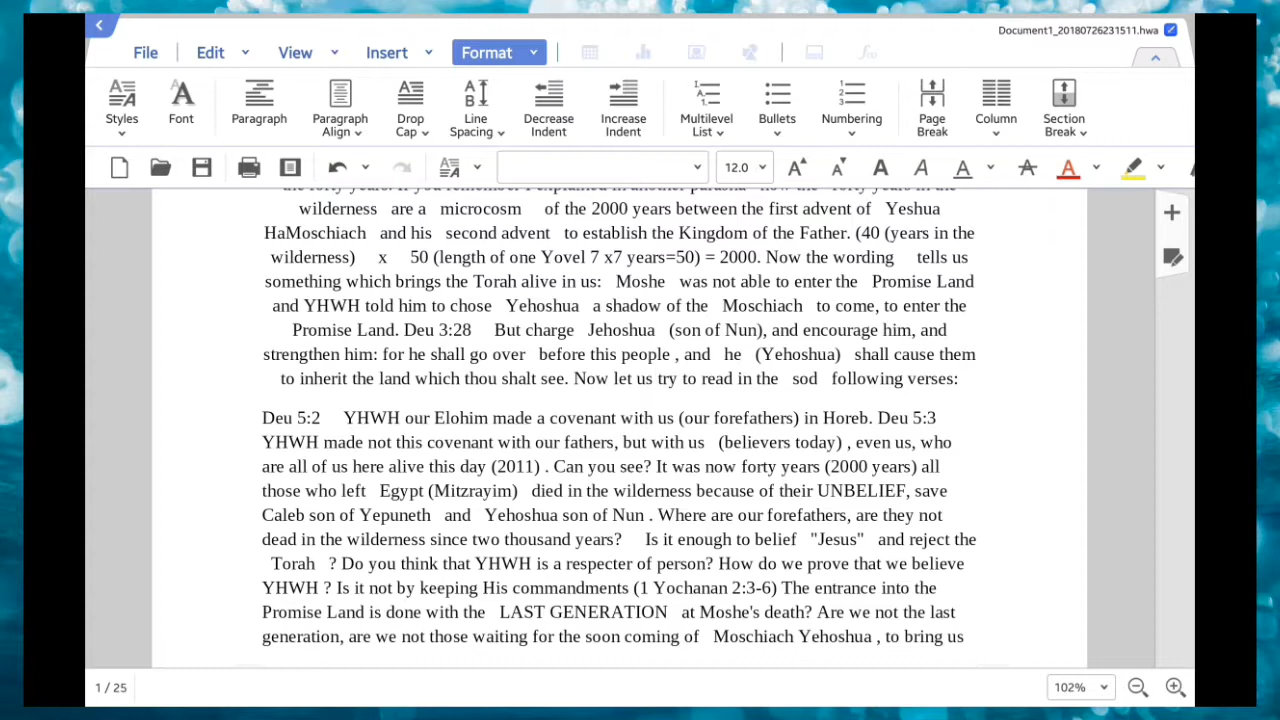 Document1_20180726231511.hwa
File Edit View Insert Format
Styles Font Paragraph Paragraph Align Drop Cap Line Spacing Decrease Indent Increase Indent Multilevel List Bullets Numbering Page Break Column Section Break
12.0
the forty years. If you remember I explained in another parasha how the forty years in the
wilderness are a microcosm of the 2000 years between the first advent of Yeshua
HaMoschiach and his second advent to establish the Kingdom of the Father. (40 (years in the
wilderness) x 50 (length of one Yovel 7 x7 years=50) = 2000. Now the wording tells us
something which brings the Torah alive in us: Moshe was not able to enter the Promise Land
and YHWH told him to chose Yehoshua a shadow of the Moschiach to come, to enter the
Promise Land. Deu 3:28 But charge Jehoshua (son of Nun), and encourage him, and
strengthen him: for he shall go over before this people , and he (Yehoshua) shall cause them
to inherit the land which thou shalt see. Now let us try to read in the sod following verses:
Deu 5:2 YHWH our Elohim made a covenant with us (our forefathers) in Horeb. Deu 5:3
YHWH made not this covenant with our fathers, but with us (believers today) , even us, who
are all of us here alive this day (2011) . Can you see? It was now forty years (2000 years) all
those who left Egypt (Mitzrayim) died in the wilderness because of their UNBELIEF, save
Caleb son of Yepuneth and Yehoshua son of Nun . Where are our forefathers, are they not
dead in the wilderness since two thousand years? Is it enough to belief "Jesus" and reject the
Torah ? Do you think that YHWH is a respecter of person? How do we prove that we believe
YHWH ? Is it not by keeping His commandments (1 Yochanan 2:3-6) The entrance into the
Promise Land is done with the LAST GENERATION at Moshe's death? Are we not the last
generation, are we not those waiting for the soon coming of Moschiach Yehoshua , to bring us
1 / 25
102%